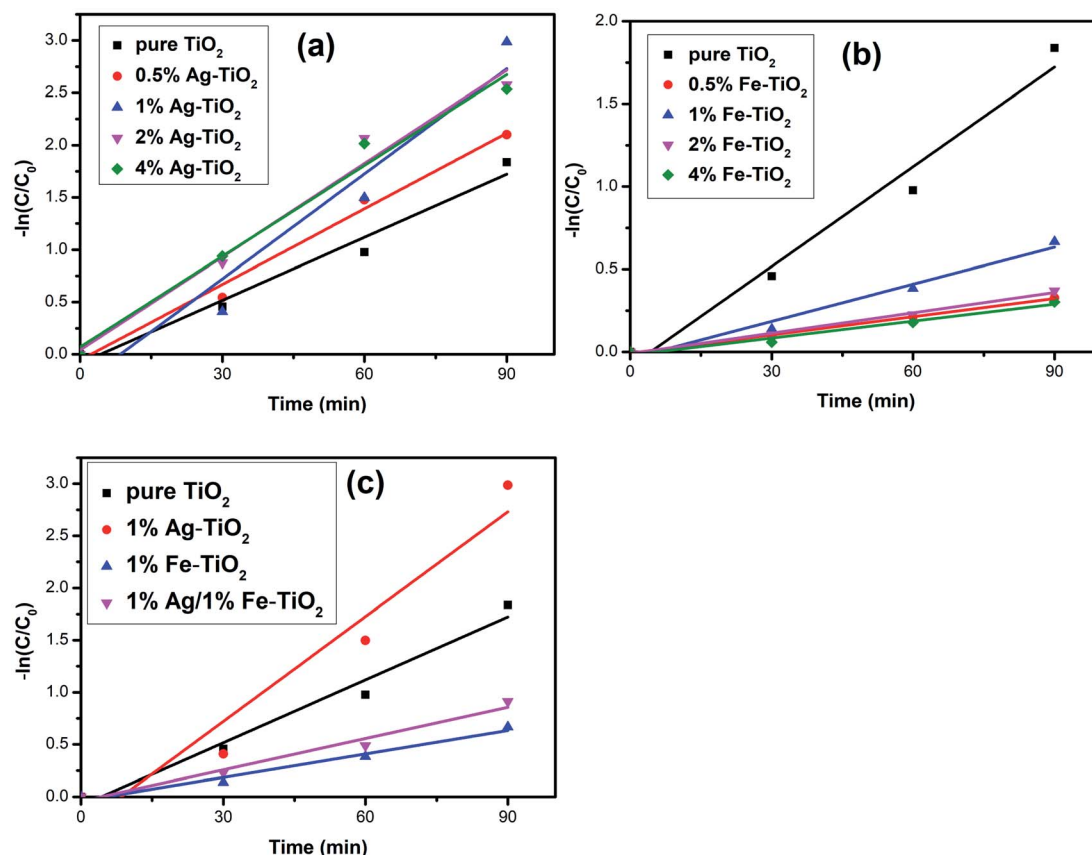 (a)
pure TiO₂
0.5% Ag-TiO₂
1% Ag-TiO₂
2% Ag-TiO₂
4% Ag-TiO₂
-ln(C/C₀)
3.0
2.5
2.0
1.5
1.0
0.5
0.0
0 30 60 90
Time (min)
(b)
pure TiO₂
0.5% Fe-TiO₂
1% Fe-TiO₂
2% Fe-TiO₂
4% Fe-TiO₂
-ln(C/C₀)
2.0
1.5
1.0
0.5
0.0
0 30 60 90
Time (min)
(c)
pure TiO₂
1% Ag-TiO₂
1% Fe-TiO₂
1% Ag/1% Fe-TiO₂
-ln(C/C₀)
3.0
2.5
2.0
1.5
1.0
0.5
0.0
0 30 60 90
Time (min)